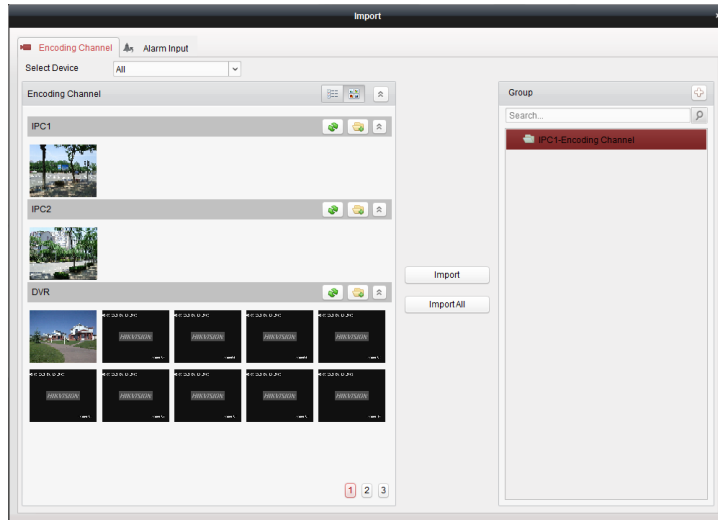 Import
Encoding Channel
Alarm Input
Select Device
All
Encoding Channel
IPC1
IPC2
DVR
HIKVISION
HIKVISION
HIKVISION
HIKVISION
HIKVISION
HIKVISION
HIKVISION
HIKVISION
HIKVISION
1 2 3
Import
Import All
Group
Search...
IPC1-Encoding Channel